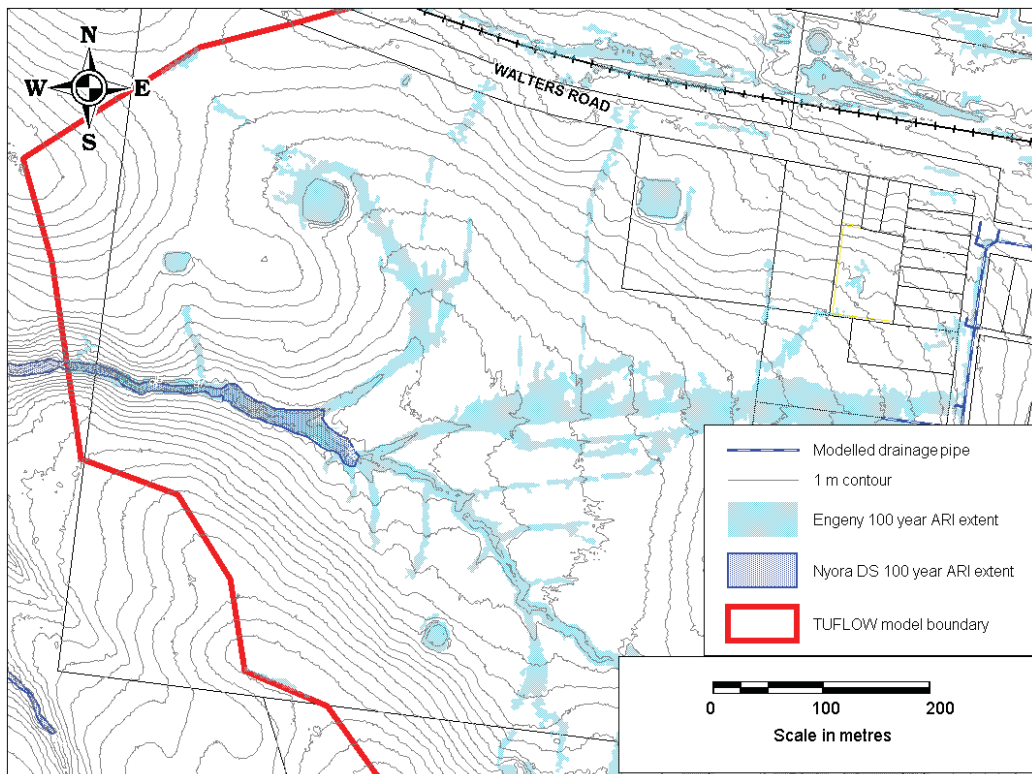 N
W E
S
WALTERS ROAD
Modelled drainage pipe
1 m contour
Engeny 100 year ARI extent
Nyora DS 100 year ARI extent
TUFLOW model boundary
0 100 200
Scale in metres